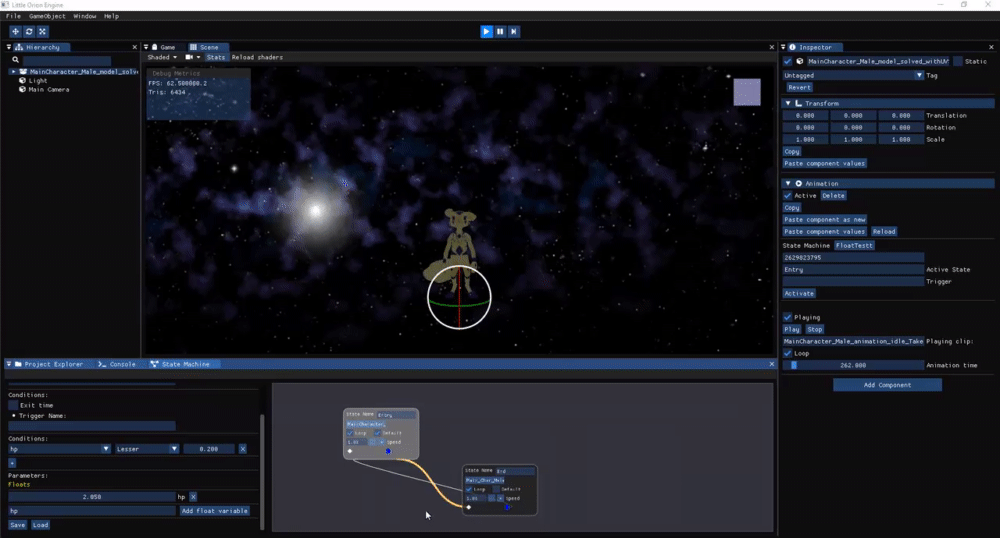 Little Orion Engine
File GameObject Window Help
Hierarchy
MainCharacter_Male_model_solve
Light
Main Camera
Game Scene
Shaded Stats Reload shaders
Debug Metrics
FPS: 62.500000.2
Tris: 6434
Inspector
MainCharacter_Male_model_solved_withUV Static
Untagged Tag
Revert
Transform
0.000 0.000 0.000 Translation
0.000 0.000 0.000 Rotation
1.000 1.000 1.000 Scale
Copy
Paste component values
Animation
Active Delete
Copy
Paste component as new
Paste component values Reload
State Machine FloatTestt
2629823795
Entry Active State
Trigger
Activate
Playing
Play Stop
MainCharacter_Male_animation_idle_Take Playing clip:
Loop
262.000 Animation time
Add Component
Project Explorer Console State Machine
Conditions:
Exit time
Trigger Name:
Conditions:
hp Lesser 0.200 X
+
Parameters:
Floats
2.050 hp X
hp Add float variable
Save Load
State Name Entry
MainCharacter_
Loop Default
1.00 - + Speed
State Name End
Main_Char_Male
Loop Default
1.00 - + Speed